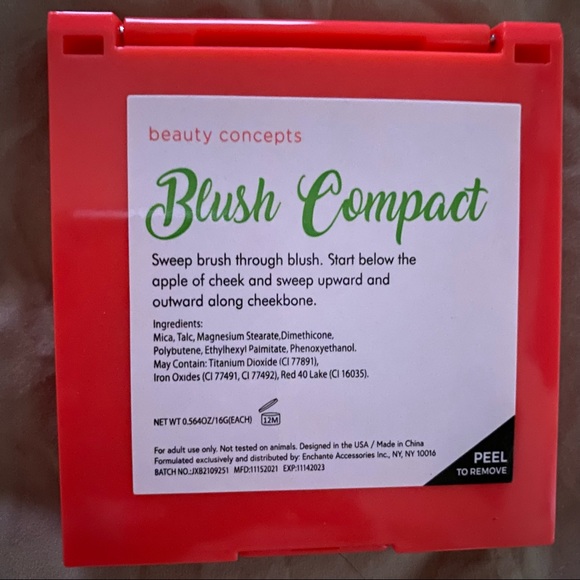 beauty concepts
Blush Compact
Sweep brush through blush. Start below the
apple of cheek and sweep upward and
outward along cheekbone.
Ingredients:
Mica, Talc, Magnesium Stearate,Dimethicone,
Polybutene, Ethylhexyl Palmitate, Phenoxyethanol.
May Contain: Titanium Dioxide (CI 77891),
Iron Oxides (CI 77491, CI 77492), Red 40 Lake (CI 16035).
NET WT 0.564OZ/16G(EACH) 12M
For adult use only. Not tested on animals. Designed in the USA / Made in China
Formulated exclusively and distributed by: Enchante Accessories Inc., NY, NY 10016
BATCH NO.:JXB2109251 MFD:11152021 EXP:11142023
PEEL
TO REMOVE